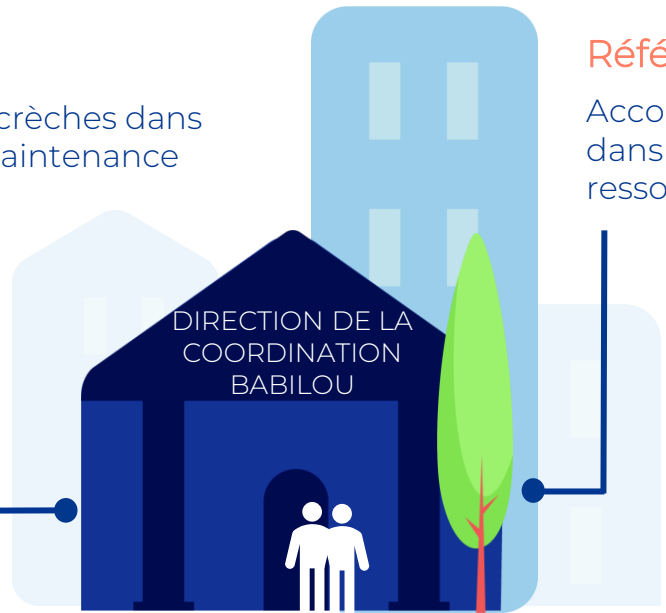 crèches dans
aintenance
Réfé
Acco
dans
resso
DIRECTION DE LA
COORDINATION
BABILOU